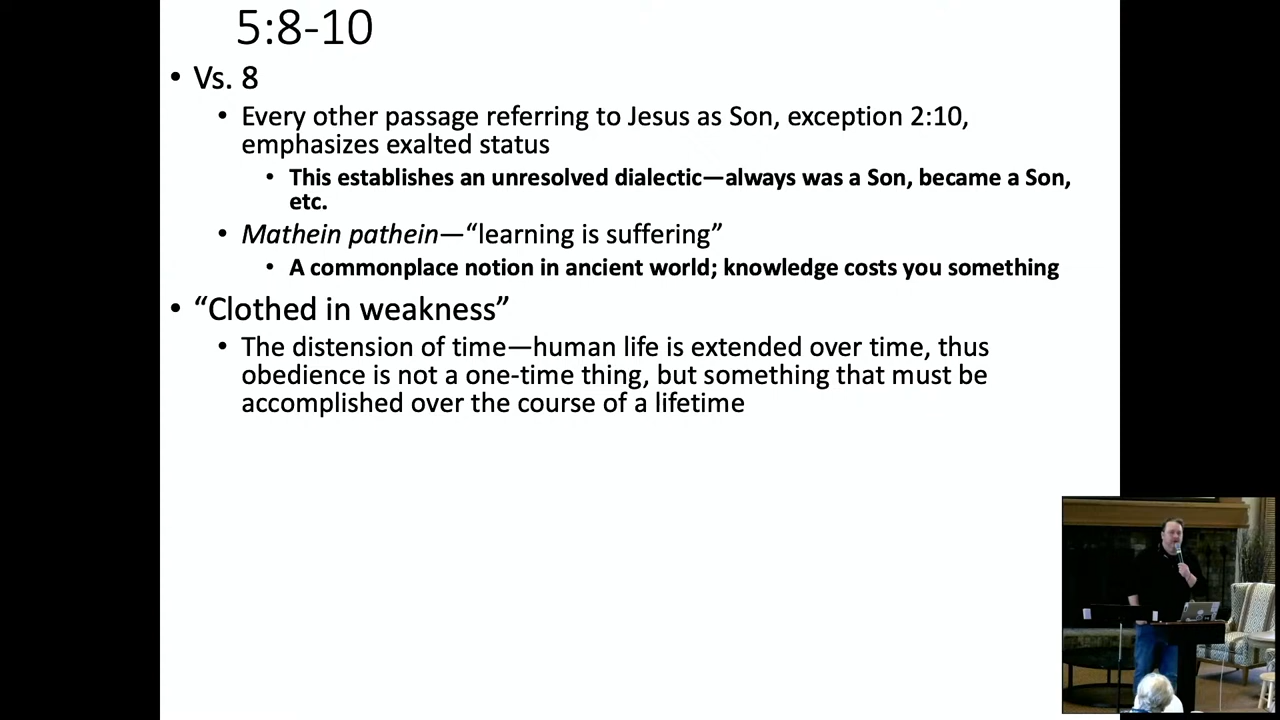 5:8-10
• Vs. 8
• Every other passage referring to Jesus as Son, exception 2:10,
emphasizes exalted status
• This establishes an unresolved dialectic—always was a Son, became a Son,
etc.
• Mathein pathein—“learning is suffering”
• A commonplace notion in ancient world; knowledge costs you something
• “Clothed in weakness”
• The distension of time—human life is extended over time, thus
obedience is not a one-time thing, but something that must be
accomplished over the course of a lifetime